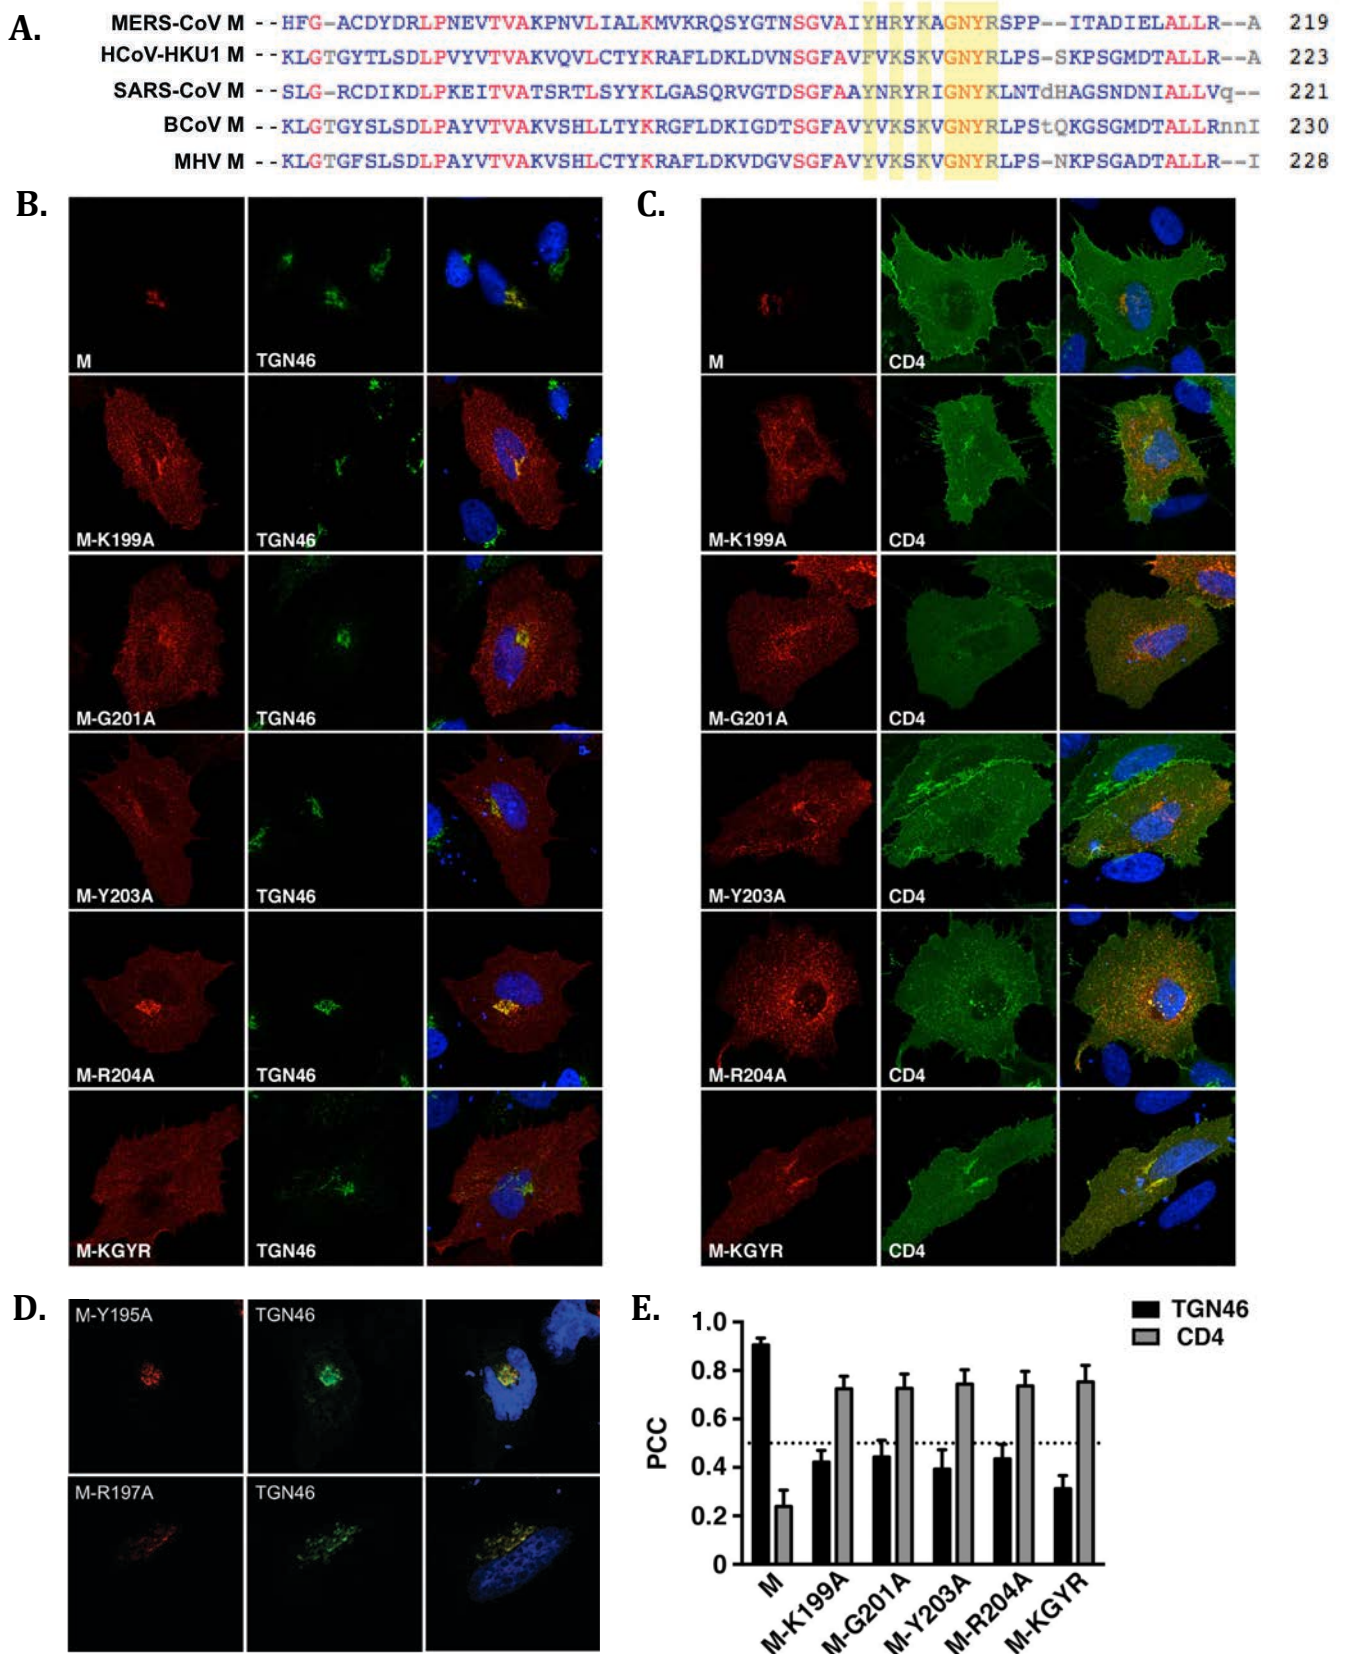 A.
MERS-CoV M --HFG-ACDYDRLPNEVTVAKPNVLIALKMVKRQSYGTNSGVAIYHRYKAGNYRSPP--ITADIELALLR--A 219
HCoV-HKU1 M --KLGTGYTLSDLPVYVTVAKVQVLCTYKRAFLDKLDVNSGFAVFVKSKVGNYRLPS-SKPSGMDTALLR--A 223
SARS-CoV M --SLG-RCDIKDLPKEITVATSRTLSYYKLGASQRVGTDSGFAAYNRYRIGNYKLNTdHAGSNDNIALLVq-- 221
BCoV M --KLGTGYSLSDLPAYVTVAKVSHLLTYKRGFLDKIGDTSGFAVYVKSKVGNYRLPStQKGSGMDTALLRnnI 230
MHV M --KLGTGFSLSDLPAYVTVAKVSHLCTYKRAFLDKVDGVSGFAVYVKSKVGNYRLPS-NKPSGADTALLR--I 228
B.
M TGN46
M-K199A TGN46
M-G201A TGN46
M-Y203A TGN46
M-R204A TGN46
M-KGYR TGN46
C.
M CD4
M-K199A CD4
M-G201A CD4
M-Y203A CD4
M-R204A CD4
M-KGYR CD4
D.
M-Y195A TGN46
M-R197A TGN46
E.
TGN46
CD4
PCC
1.0
0.8
0.6
0.4
0.2
0
M M-K199A M-G201A M-Y203A M-R204A M-KGYR